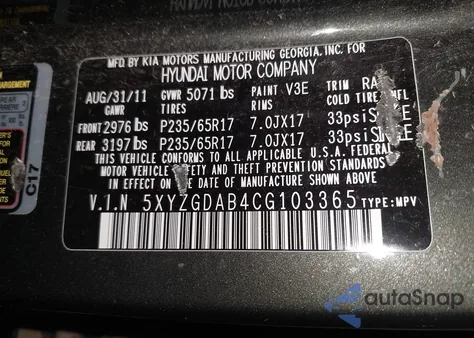 MFD. BY KIA MOTORS MANUFACTURING GEORGIA, INC. FOR
HYUNDAI MOTOR COMPANY
AUG/31/11 GVWR 5071 lbs PAINT V3E TRIM RA
GAWR TIRES RIMS COLD TIRE
FRONT 2976 lbs P235/65R17 7.0JX17 33psi
REAR 3197 lbs P235/65R17 7.0JX17 33psi
THIS VEHICLE CONFORMS TO ALL APPLICABLE U.S.A. FEDERAL
MOTOR VEHICLE SAFETY AND THEFT PREVENTION STANDARDS
IN EFFECT ON THE DATE OF MANUFACTURE SHOWN ABOVE.
V.I.N 5XYZGDAB4CG103365 TYPE: MPV
C17
autoSnap